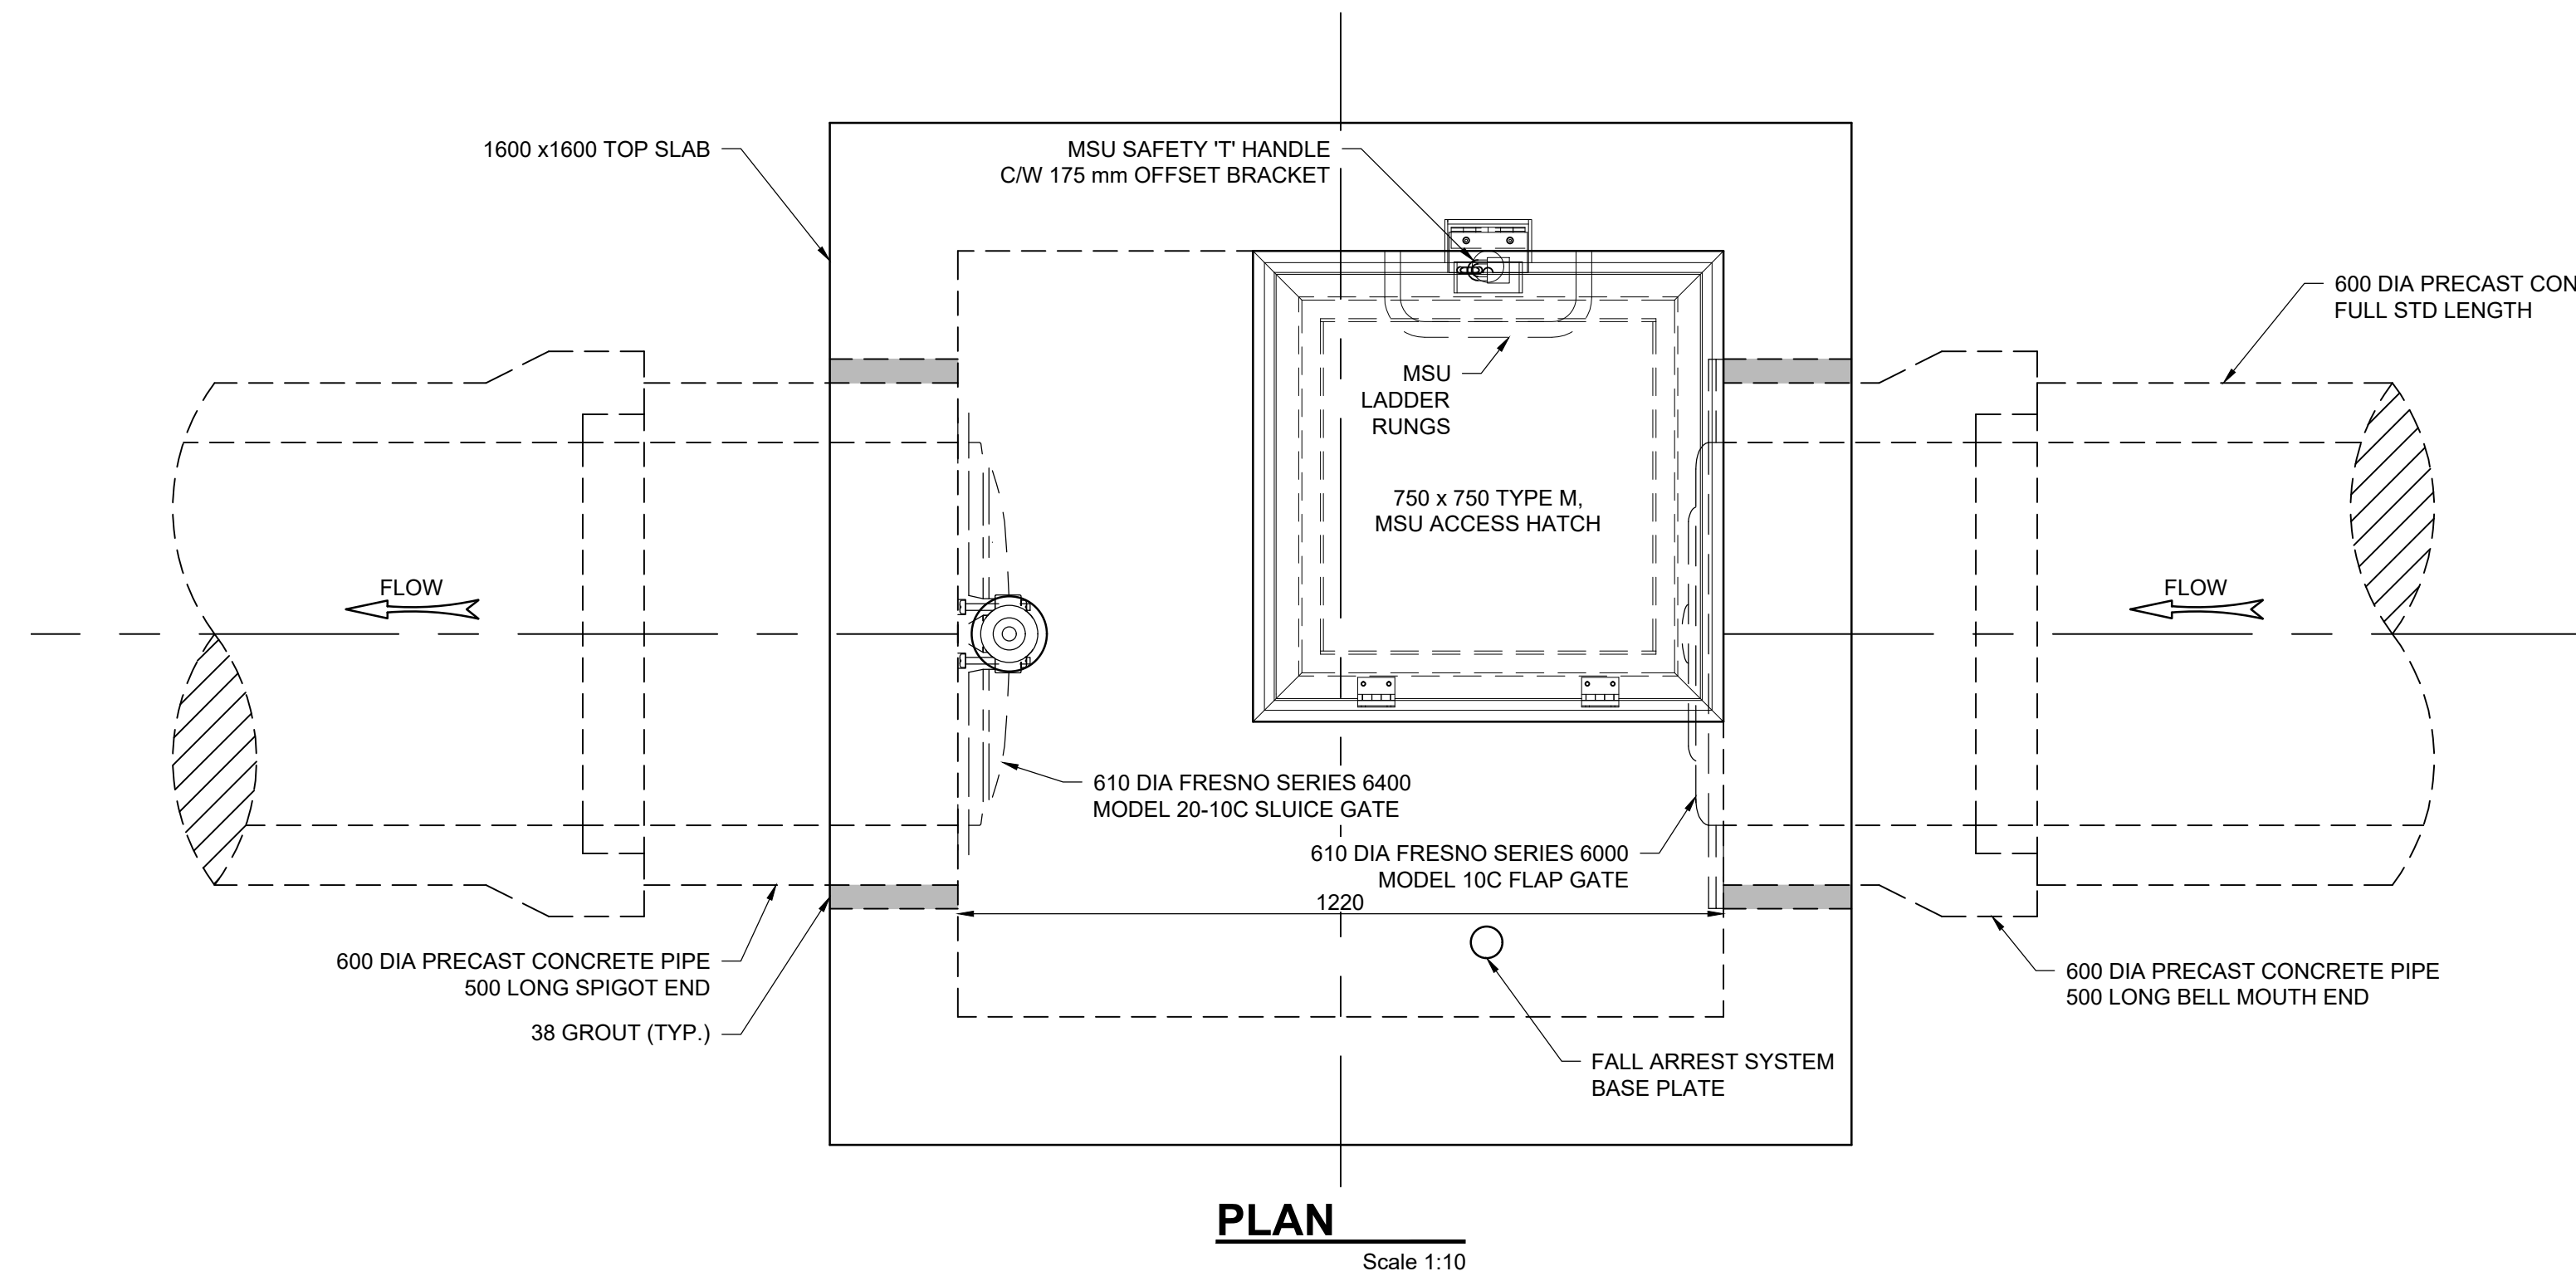 1600 x1600 TOP SLAB
MSU SAFETY 'T' HANDLE
C/W 175 mm OFFSET BRACKET
600 DIA PRECAST CON
FULL STD LENGTH
MSU
LADDER
RUNGS
750 x 750 TYPE M,
MSU ACCESS HATCH
FLOW
FLOW
610 DIA FRESNO SERIES 6400
MODEL 20-10C SLUICE GATE
610 DIA FRESNO SERIES 6000
MODEL 10C FLAP GATE
1220
600 DIA PRECAST CONCRETE PIPE
500 LONG SPIGOT END
600 DIA PRECAST CONCRETE PIPE
500 LONG BELL MOUTH END
38 GROUT (TYP.)
FALL ARREST SYSTEM
BASE PLATE
PLAN
Scale 1:10